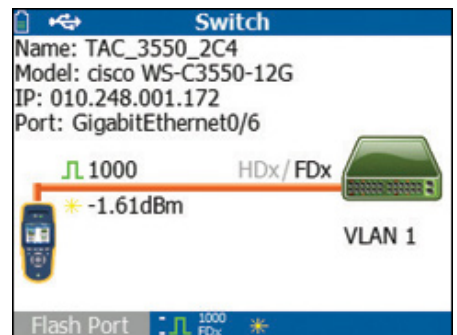 Switch
Name: TAC_3550_2C4
Model: cisco WS-C3550-12G
IP: 010.248.001.172
Port: GigabitEthernet0/6
1000 HDx/FDx
-1.61dBm
VLAN 1
Flash Port 1000
FDx